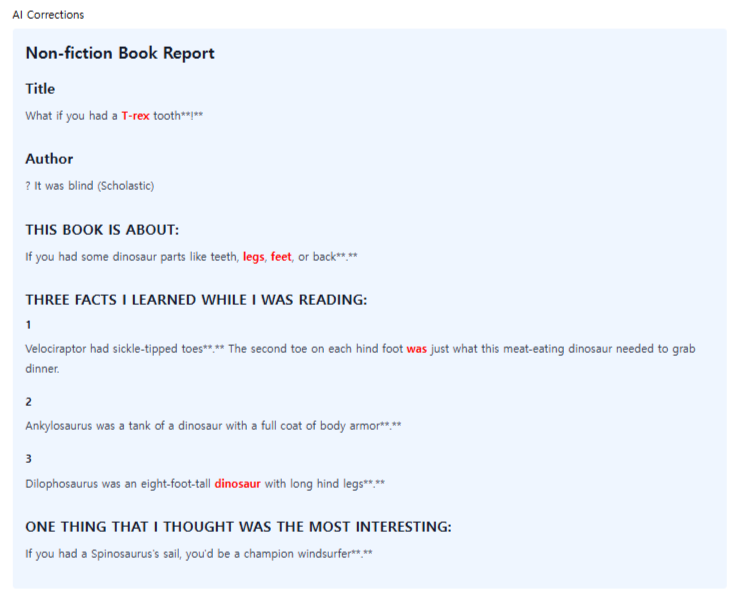 AI Corrections
Non-fiction Book Report
Title
What if you had a T-rex tooth**!**
Author
? It was blind (Scholastic)
THIS BOOK IS ABOUT:
If you had some dinosaur parts like teeth, legs, feet, or back**.**
THREE FACTS I LEARNED WHILE I WAS READING:
1
Velociraptor had sickle-tipped toes**.** The second toe on each hind foot was just what this meat-eating dinosaur needed to grab
dinner.
2
Ankylosaurus was a tank of a dinosaur with a full coat of body armor**.**
3
Dilophosaurus was an eight-foot-tall dinosaur with long hind legs**.**
ONE THING THAT I THOUGHT WAS THE MOST INTERESTING:
If you had a Spinosaurus's sail, you'd be a champion windsurfer**.**